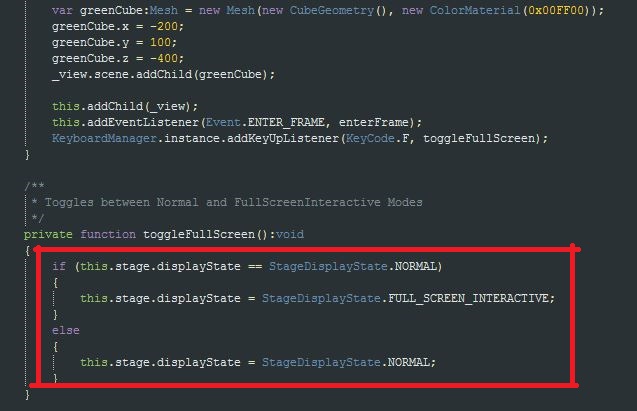 var greenCube:Mesh = new Mesh(new CubeGeometry(), new ColorMaterial(0x00FF00));
greenCube.x = -200;
greenCube.y = 100;
greenCube.z = -400;
_view.scene.addChild(greenCube);
this.addChild(_view);
this.addEventListener(Event.ENTER_FRAME, enterFrame);
KeyboardManager.instance.addKeyUpListener(KeyCode.F, toggleFullScreen);
}
/**
* Toggles between Normal and FullScreenInteractive Modes
*/
private function toggleFullScreen():void
{
if (this.stage.displayState == StageDisplayState.NORMAL)
{
this.stage.displayState = StageDisplayState.FULL_SCREEN_INTERACTIVE;
}
else
{
this.stage.displayState = StageDisplayState.NORMAL;
}
}